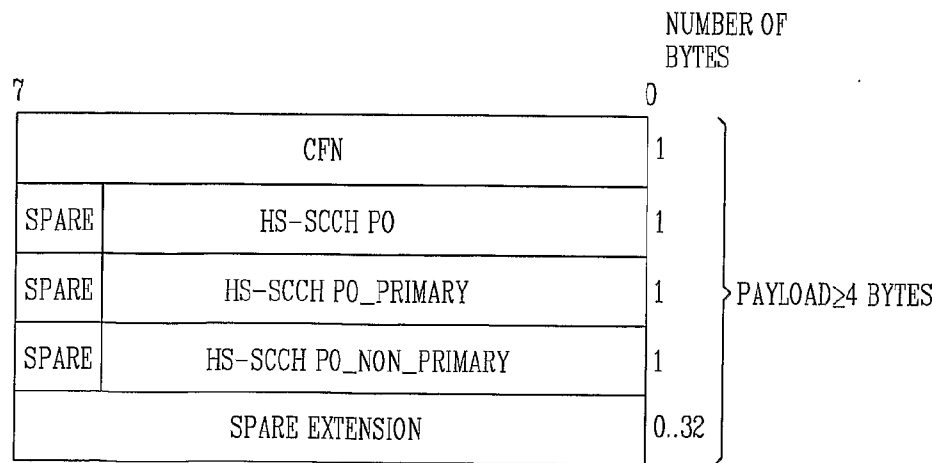 NUMBER OF
BYTES
7 0
CFN 1
SPARE HS-SCCH PO 1
SPARE HS-SCCH PO_PRIMARY 1
PAYLOAD≥4 BYTES
SPARE HS-SCCH PO_NON_PRIMARY 1
SPARE EXTENSION 0..32